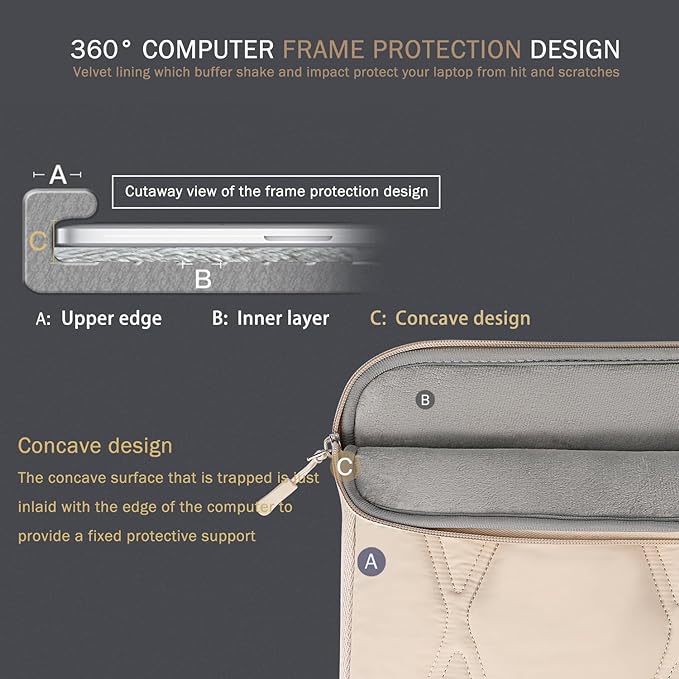 360° COMPUTER FRAME PROTECTION DESIGN
Velvet lining which buffer shake and impact protect your laptop from hit and scratches
A
Cutaway view of the frame protection design
C
B
A: Upper edge B: Inner layer C: Concave design
B
Concave design
C
The concave surface that is trapped is just
inlaid with the edge of the computer to
provide a fixed protective support
A